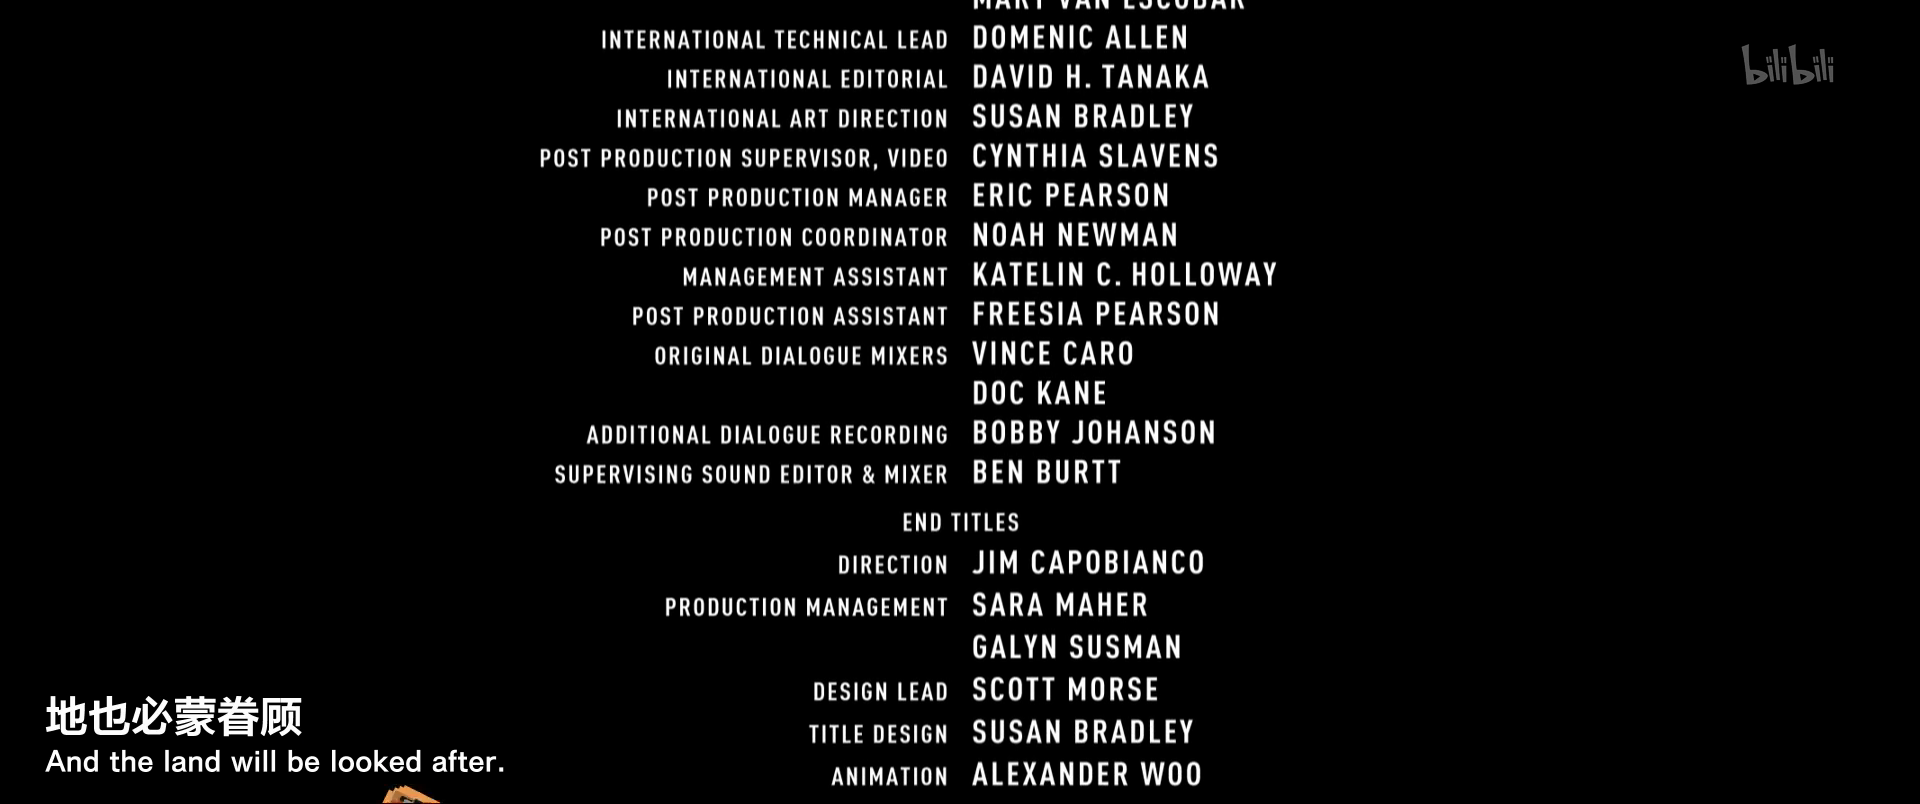 MARY VAN ESCOBAR
INTERNATIONAL TECHNICAL LEAD DOMENIC ALLEN
INTERNATIONAL EDITORIAL DAVID H. TANAKA
INTERNATIONAL ART DIRECTION SUSAN BRADLEY
POST PRODUCTION SUPERVISOR, VIDEO CYNTHIA SLAVENS
POST PRODUCTION MANAGER ERIC PEARSON
POST PRODUCTION COORDINATOR NOAH NEWMAN
MANAGEMENT ASSISTANT KATELIN C. HOLLOWAY
POST PRODUCTION ASSISTANT FREESIA PEARSON
ORIGINAL DIALOGUE MIXERS VINCE CARO
DOC KANE
ADDITIONAL DIALOGUE RECORDING BOBBY JOHANSON
SUPERVISING SOUND EDITOR & MIXER BEN BURTT
END TITLES
DIRECTION JIM CAPOBIANCO
PRODUCTION MANAGEMENT SARA MAHER
GALYN SUSMAN
DESIGN LEAD SCOTT MORSE
TITLE DESIGN SUSAN BRADLEY
ANIMATION ALEXANDER WOO
bilibili
地也必蒙眷顾
And the land will be looked after.